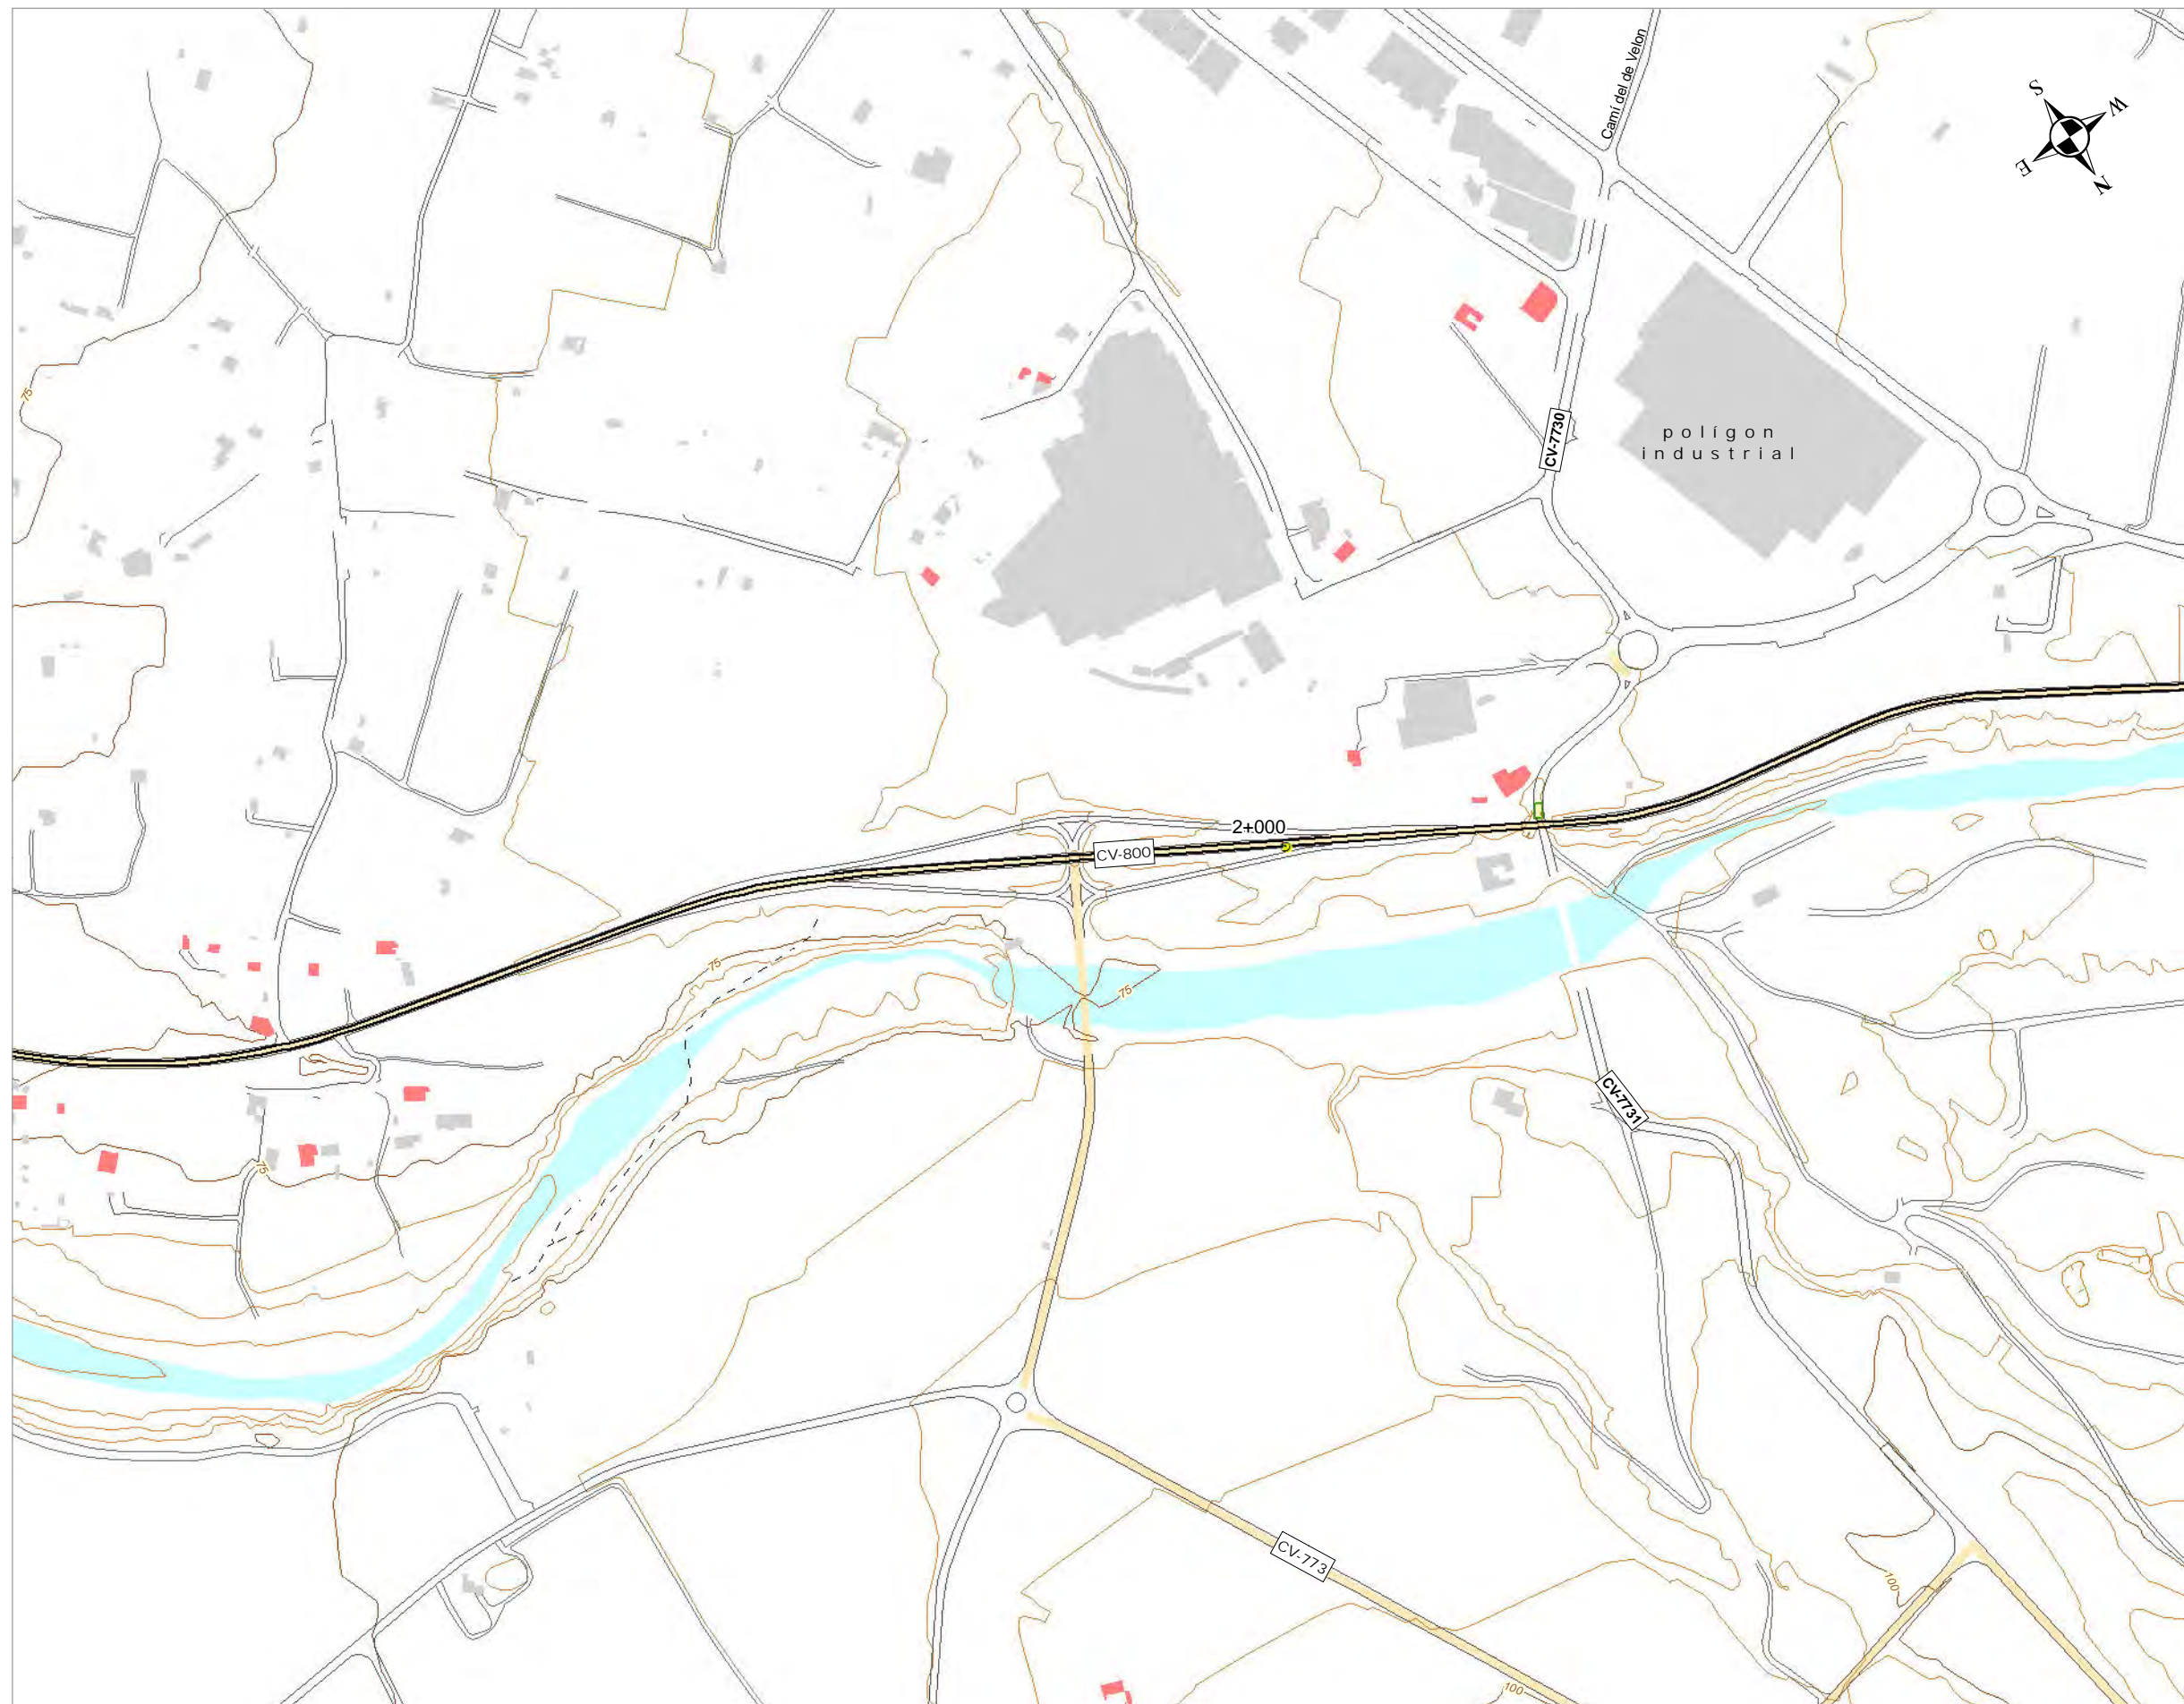 Camí del de Velon
S
W
E
N
75
CV-7730
polígon
industrial
2+000
CV-800
75
75
CV-7731
75
CV-773
100
100